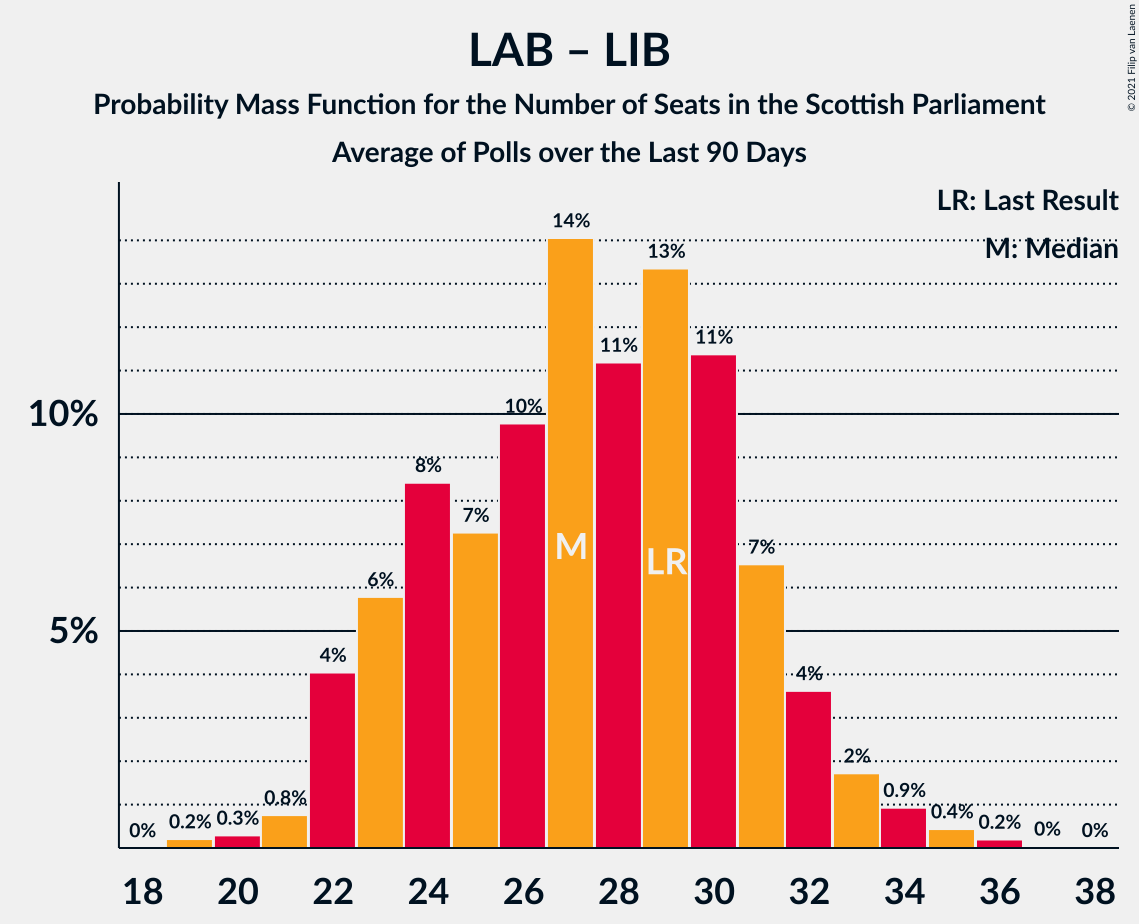 LAB – LIB
Probability Mass Function for the Number of Seats in the Scottish Parliament
Average of Polls over the Last 90 Days
© 2021 Filip van Laenen
LR: Last Result
M: Median
14%
13%
11%
11%
10%
10%
8%
7%
7%
M
LR
6%
5%
4%
4%
2%
0.9%
0.8%
0.4%
0% 0.2% 0.3% 0.2% 0% 0%
18 20 22 24 26 28 30 32 34 36 38